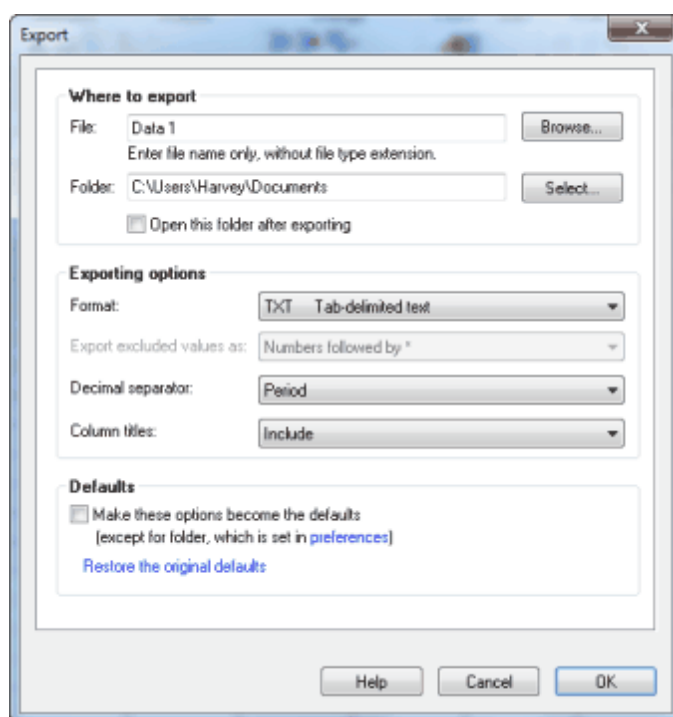 Export
Where to export
File: Data 1 Browse...
Enter file name only, without file type extension.
Folder: C:\Users\Harvey\Documents Select...
Open this folder after exporting
Exporting options
Format: TXT Tab-delimited text
Export excluded values as: Numbers followed by *
Decimal separator: Period
Column titles: Include
Defaults
Make these options become the defaults
(except for folder, which is set in preferences)
Restore the original defaults
Help Cancel OK